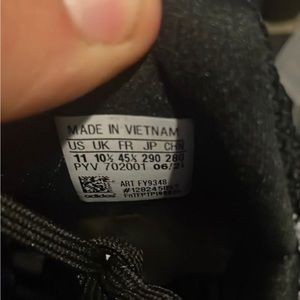 MADE IN VIETNAM
US UK FR JP CHN
11 10½ 45⅓ 290 280
PYV 702001 06/21
ART FY9348
adidas